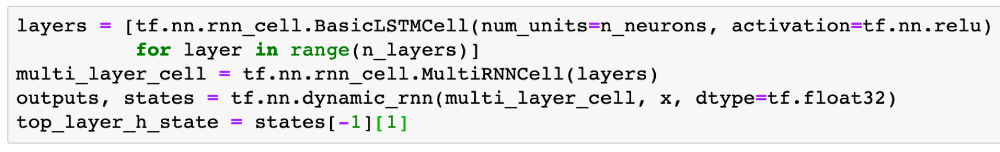 layers = [tf.nn.rnn_cell.BasicLSTMCell(num_units=n_neurons, activation=tf.nn.relu)
          for layer in range(n_layers)]
multi_layer_cell = tf.nn.rnn_cell.MultiRNNCell(layers)
outputs, states = tf.nn.dynamic_rnn(multi_layer_cell, x, dtype=tf.float32)
top_layer_h_state = states[-1][1]